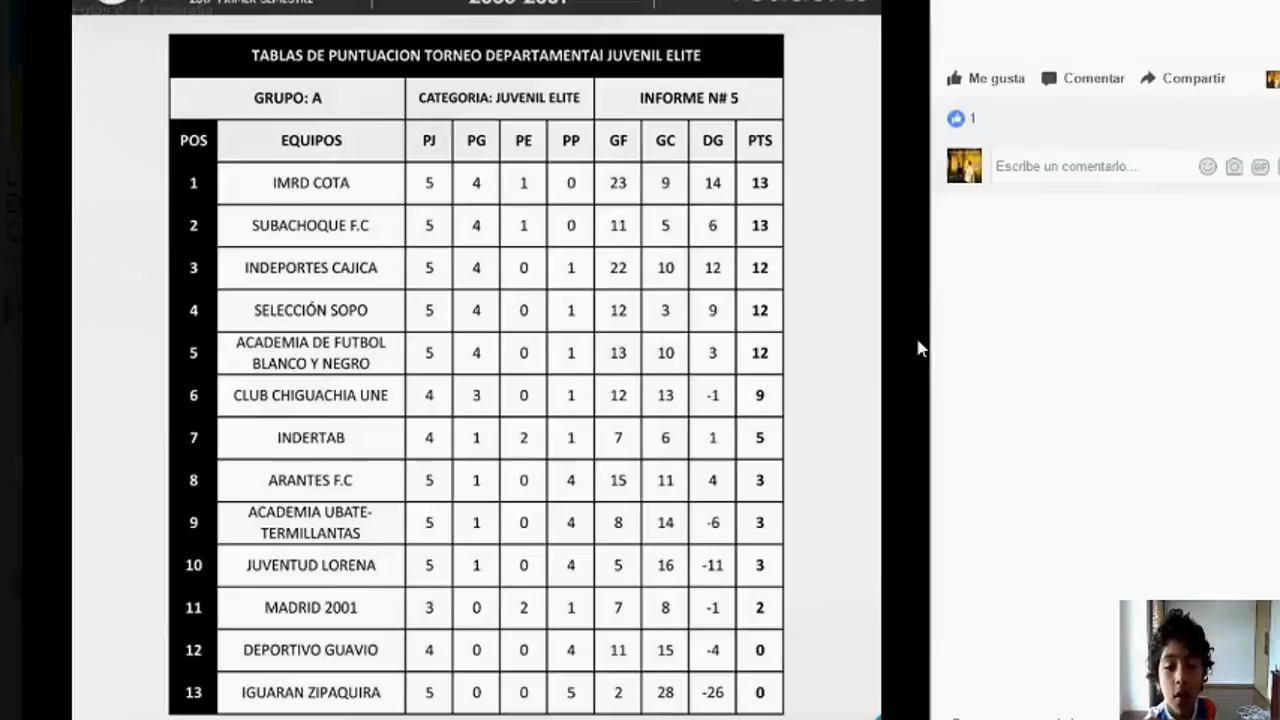 2017 PRIMER SEMESTRE
TABLAS DE PUNTUACION TORNEO DEPARTAMENTAl JUVENIL ELITE
GRUPO: A CATEGORIA: JUVENIL ELITE INFORME N# 5
POS EQUIPOS PJ PG PE PP GF GC DG PTS
1 IMRD COTA 5 4 1 0 23 9 14 13
2 SUBACHOQUE F.C 5 4 1 0 11 5 6 13
3 INDEPORTES CAJICA 5 4 0 1 22 10 12 12
4 SELECCIÓN SOPO 5 4 0 1 12 3 9 12
5 ACADEMIA DE FUTBOL
BLANCO Y NEGRO 5 4 0 1 13 10 3 12
6 CLUB CHIGUACHIA UNE 4 3 0 1 12 13 -1 9
7 INDERTAB 4 1 2 1 7 6 1 5
8 ARANTES F.C 5 1 0 4 15 11 4 3
9 ACADEMIA UBATE-
TERMILLANTAS 5 1 0 4 8 14 -6 3
10 JUVENTUD LORENA 5 1 0 4 5 16 -11 3
11 MADRID 2001 3 0 2 1 7 8 -1 2
12 DEPORTIVO GUAVIO 4 0 0 4 11 15 -4 0
13 IGUARAN ZIPAQUIRA 5 0 0 5 2 28 -26 0
Me gusta Comentar Compartir
1
Escribe un comentario...
GIF